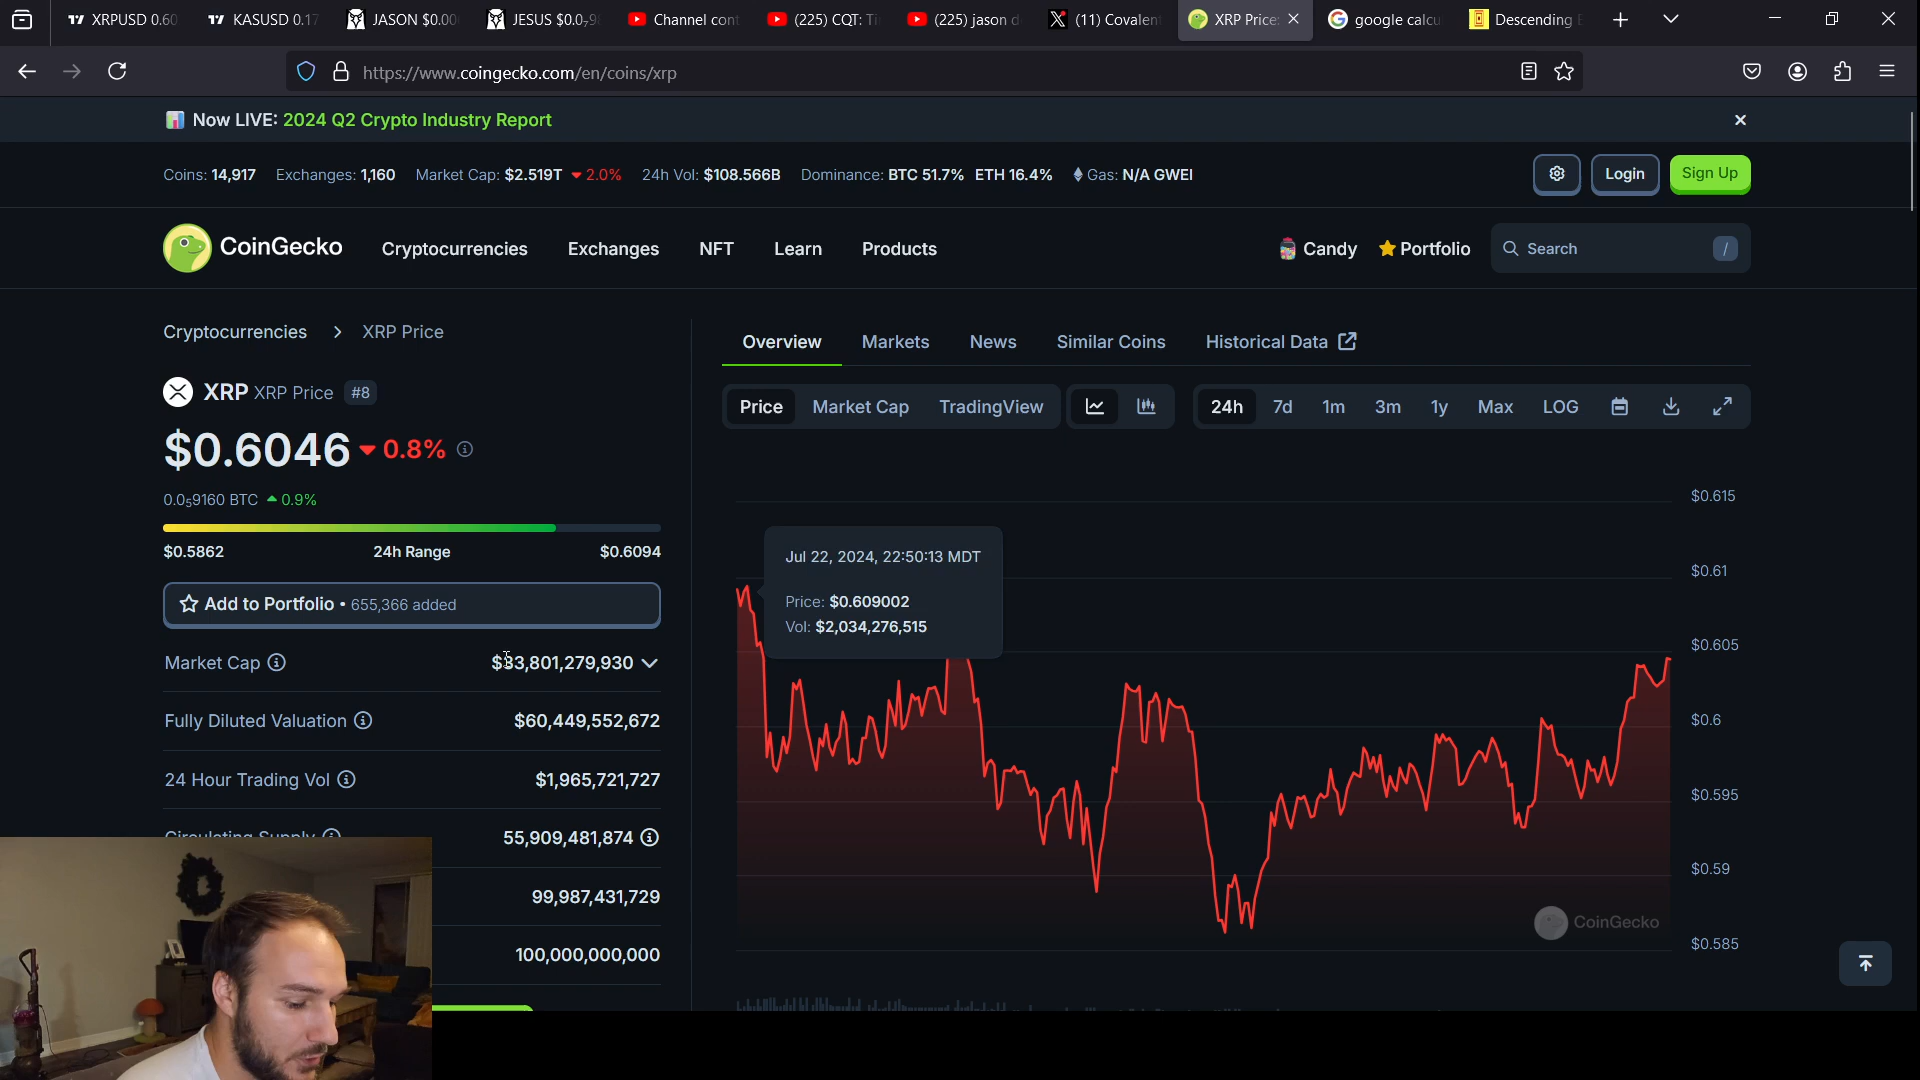 XRPUSD 0.60
KASUSD 0.17
JASON $0.00
JESUS $0.0
Channel cont
(225) CQT: Ti
(225) jason d
(11) Covalen
XRP Price:
google calcu
Descending
https://www.coingecko.com/en/coins/xrp
Now LIVE: 2024 Q2 Crypto Industry Report
Coins: 14,917 Exchanges: 1,160 Market Cap: $2.519T 2.0% 24h Vol: $108.566B Dominance: BTC 51.7% ETH 16.4% Gas: N/A GWEI
Login
Sign Up
CoinGecko
Cryptocurrencies Exchanges NFT Learn Products
Candy Portfolio
Search /
Cryptocurrencies > XRP Price
XRP XRP Price #8
$0.6046 0.8%
0.0₅9160 BTC 0.9%
$0.5862 24h Range $0.6094
Add to Portfolio • 655,366 added
Market Cap $33,801,279,930
Fully Diluted Valuation $60,449,552,672
24 Hour Trading Vol $1,965,721,727
Circulating Supply 55,909,481,874
99,987,431,729
100,000,000,000
Overview Markets News Similar Coins Historical Data
Price Market Cap TradingView
24h 7d 1m 3m 1y Max LOG
Jul 22, 2024, 22:50:13 MDT
Price: $0.609002
Vol: $2,034,276,515
$0.615
$0.61
$0.605
$0.6
$0.595
$0.59
$0.585
CoinGecko